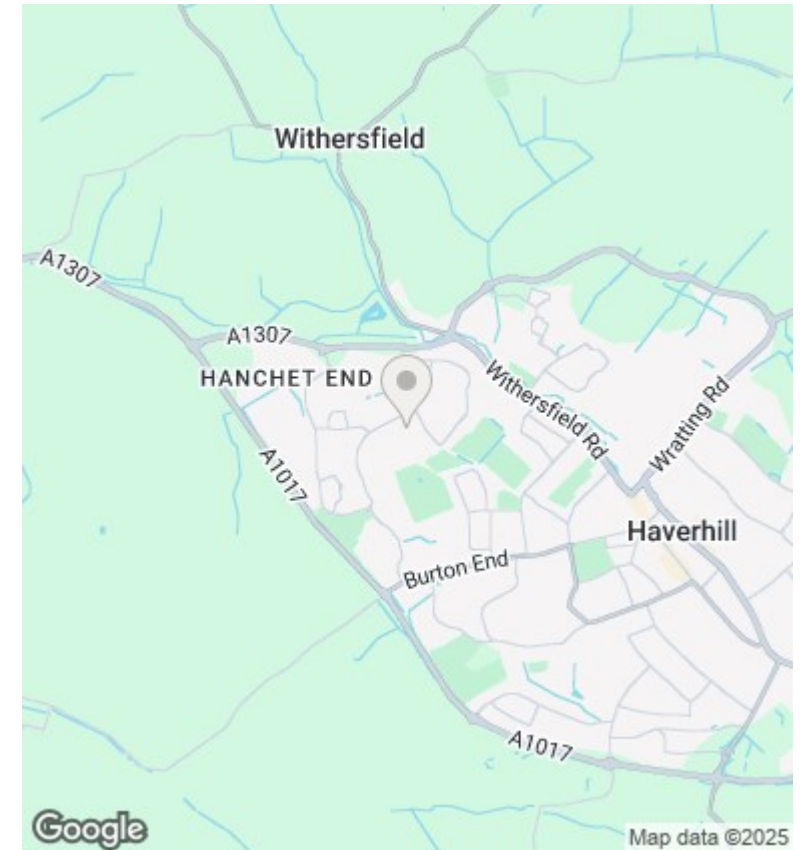 Withersfield
A1307
A1307
HANCHET END
Withersfield Rd
Wratting Rd
A1017
Haverhill
Burton End
A1017
Google
Map data ©2025